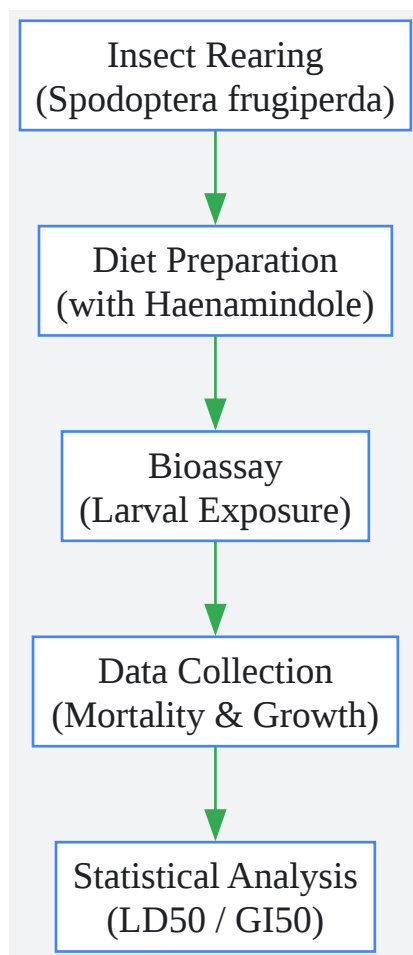 Insect Rearing
(Spodoptera frugiperda)
Diet Preparation
(with Haenamindole)
Bioassay
(Larval Exposure)
Data Collection
(Mortality & Growth)
Statistical Analysis
(LD50 / GI50)